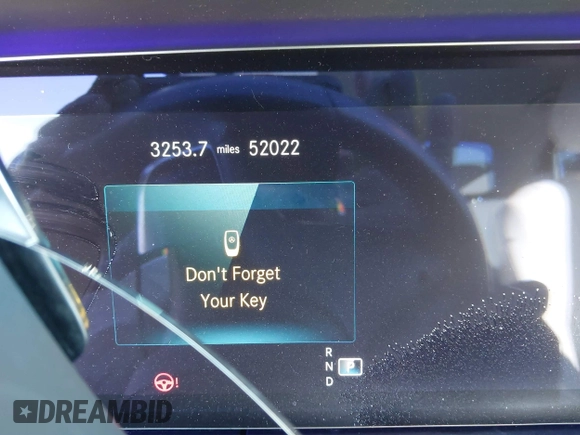 3253.7 miles 52022
Don't Forget
Your Key
R
N P
D
!
DREAMBID